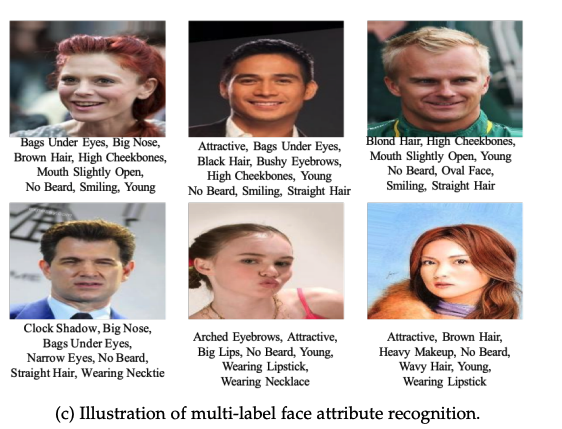 Bags Under Eyes, Big Nose,
Brown Hair, High Cheekbones,
Mouth Slightly Open,
No Beard, Smiling, Young
Attractive, Bags Under Eyes,
Black Hair, Bushy Eyebrows,
High Cheekbones, Young
No Beard, Smiling, Straight Hair
Blond Hair, High Cheekbones,
Mouth Slightly Open, Young
No Beard, Oval Face,
Smiling, Straight Hair
Clock Shadow, Big Nose,
Bags Under Eyes,
Narrow Eyes, No Beard,
Straight Hair, Wearing Necktie
Arched Eyebrows, Attractive,
Big Lips, No Beard, Young,
Wearing Lipstick,
Wearing Necklace
Attractive, Brown Hair,
Heavy Makeup, No Beard,
Wavy Hair, Young,
Wearing Lipstick
(c) Illustration of multi-label face attribute recognition.